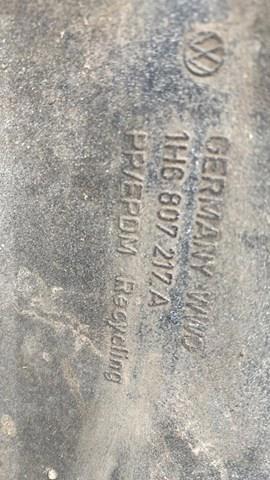 GERMANY WWO
1H6 807 217.A
PP/EPDM Recycling